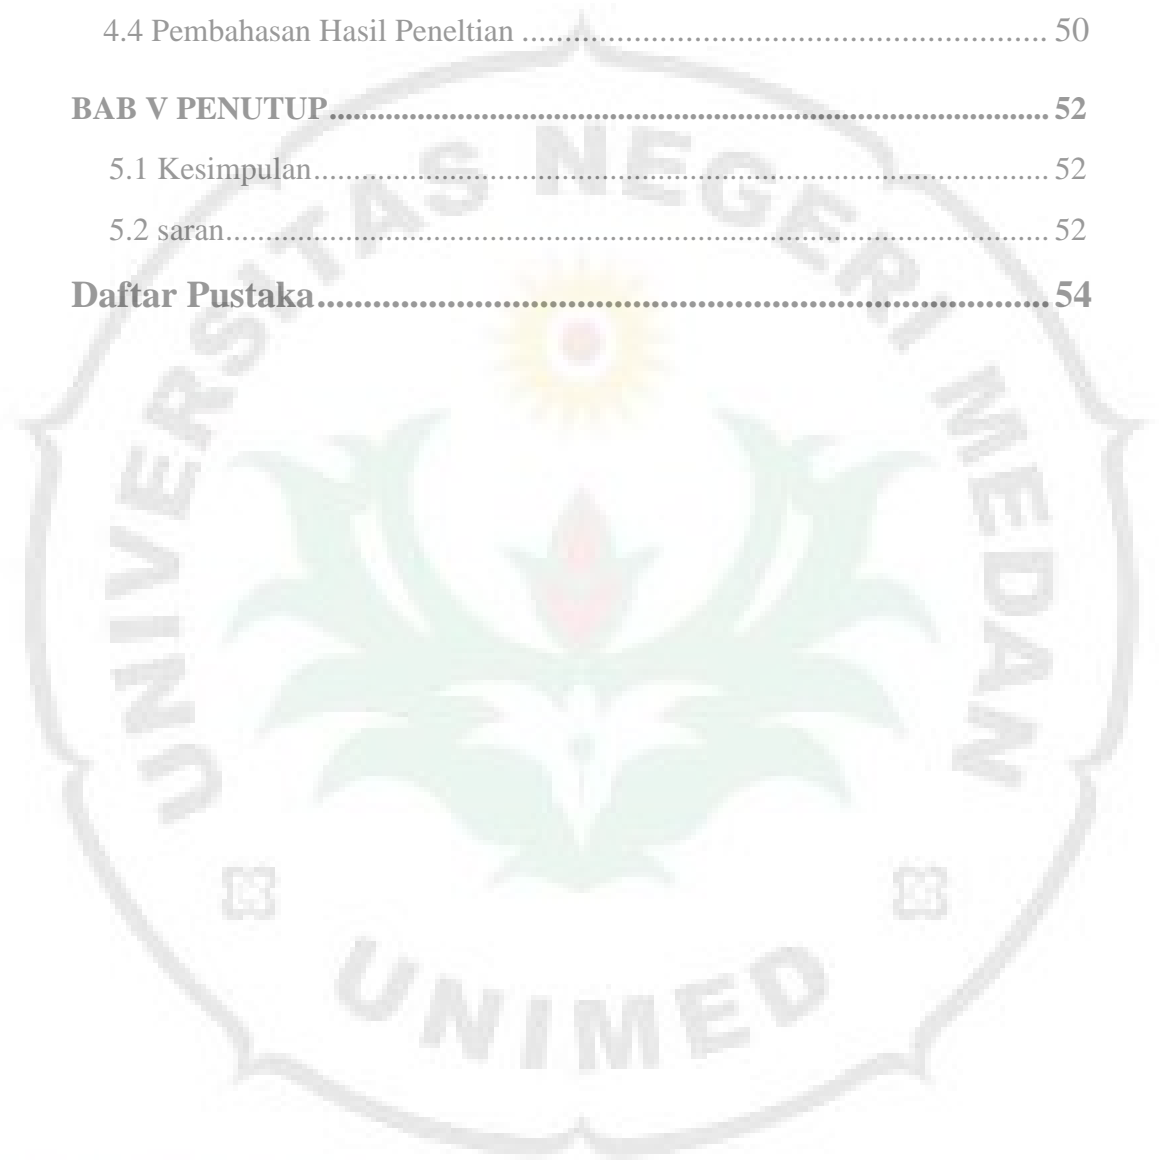 4.4 Pembahasan Hasil Peneltian ...................................................................... 50
BAB V PENUTUP................................................................................................ 52
5.1 Kesimpulan.................................................................................................. 52
5.2 saran.............................................................................................................. 52
Daftar Pustaka.............................................................................. 54
UNIVERSITAS NEGERI MEDAN
UNIMED